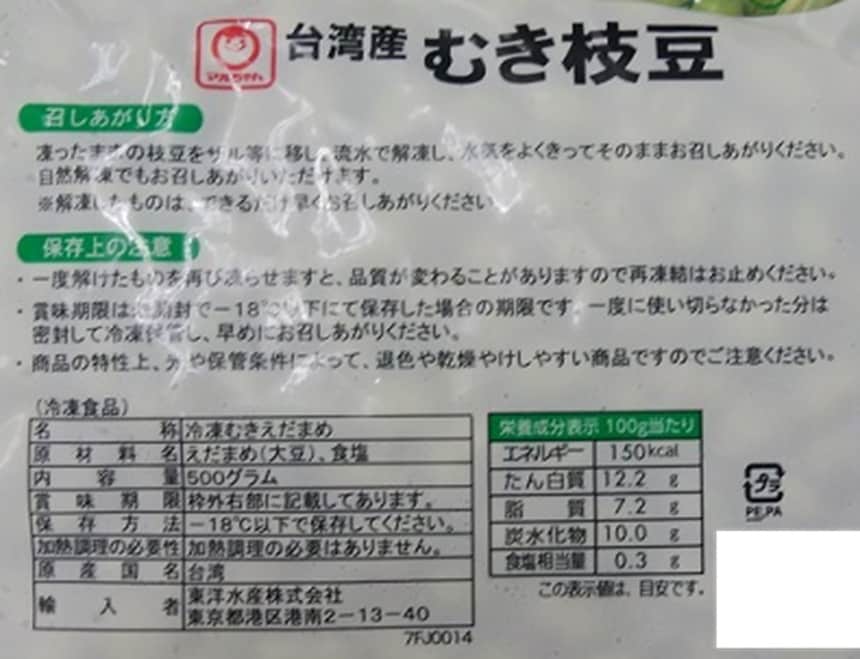 マルちゃん
台湾産 むき枝豆
召しあがり方
凍ったままの枝豆をザル等に移し、流水で解凍し、水気をよくきってそのままお召しあがりください。
自然解凍でもお召しあがりいただけます。
※解凍したものは、できるだけ早くお召しあがりください。
保存上の注意
・一度解けたものを再び凍らせますと、品質が変わることがありますので再凍結はお止めください。
・賞味期限は未開封で−18℃以下にて保存した場合の期限です。一度に使い切らなかった分は
密封して冷凍保管し、早めにお召しあがりください。
・商品の特性上、光や保管条件によって、退色や乾燥やけしやすい商品ですのでご注意ください。
(冷凍食品)
名称 冷凍むきえだまめ
原材料名 えだまめ(大豆)、食塩
内容量 500グラム
賞味期限 枠外右部に記載してあります。
保存方法 −18℃以下で保存してください。
加熱調理の必要性 加熱調理の必要はありません。
原産国名 台湾
輸入者 東洋水産株式会社
東京都港区港南2−13−40
7FJ0014
栄養成分表示 100g当たり
エネルギー 150kcal
たん白質 12.2 g
脂質 7.2 g
炭水化物 10.0 g
食塩相当量 0.3 g
この表示値は、目安です。
プラ
PE,PA